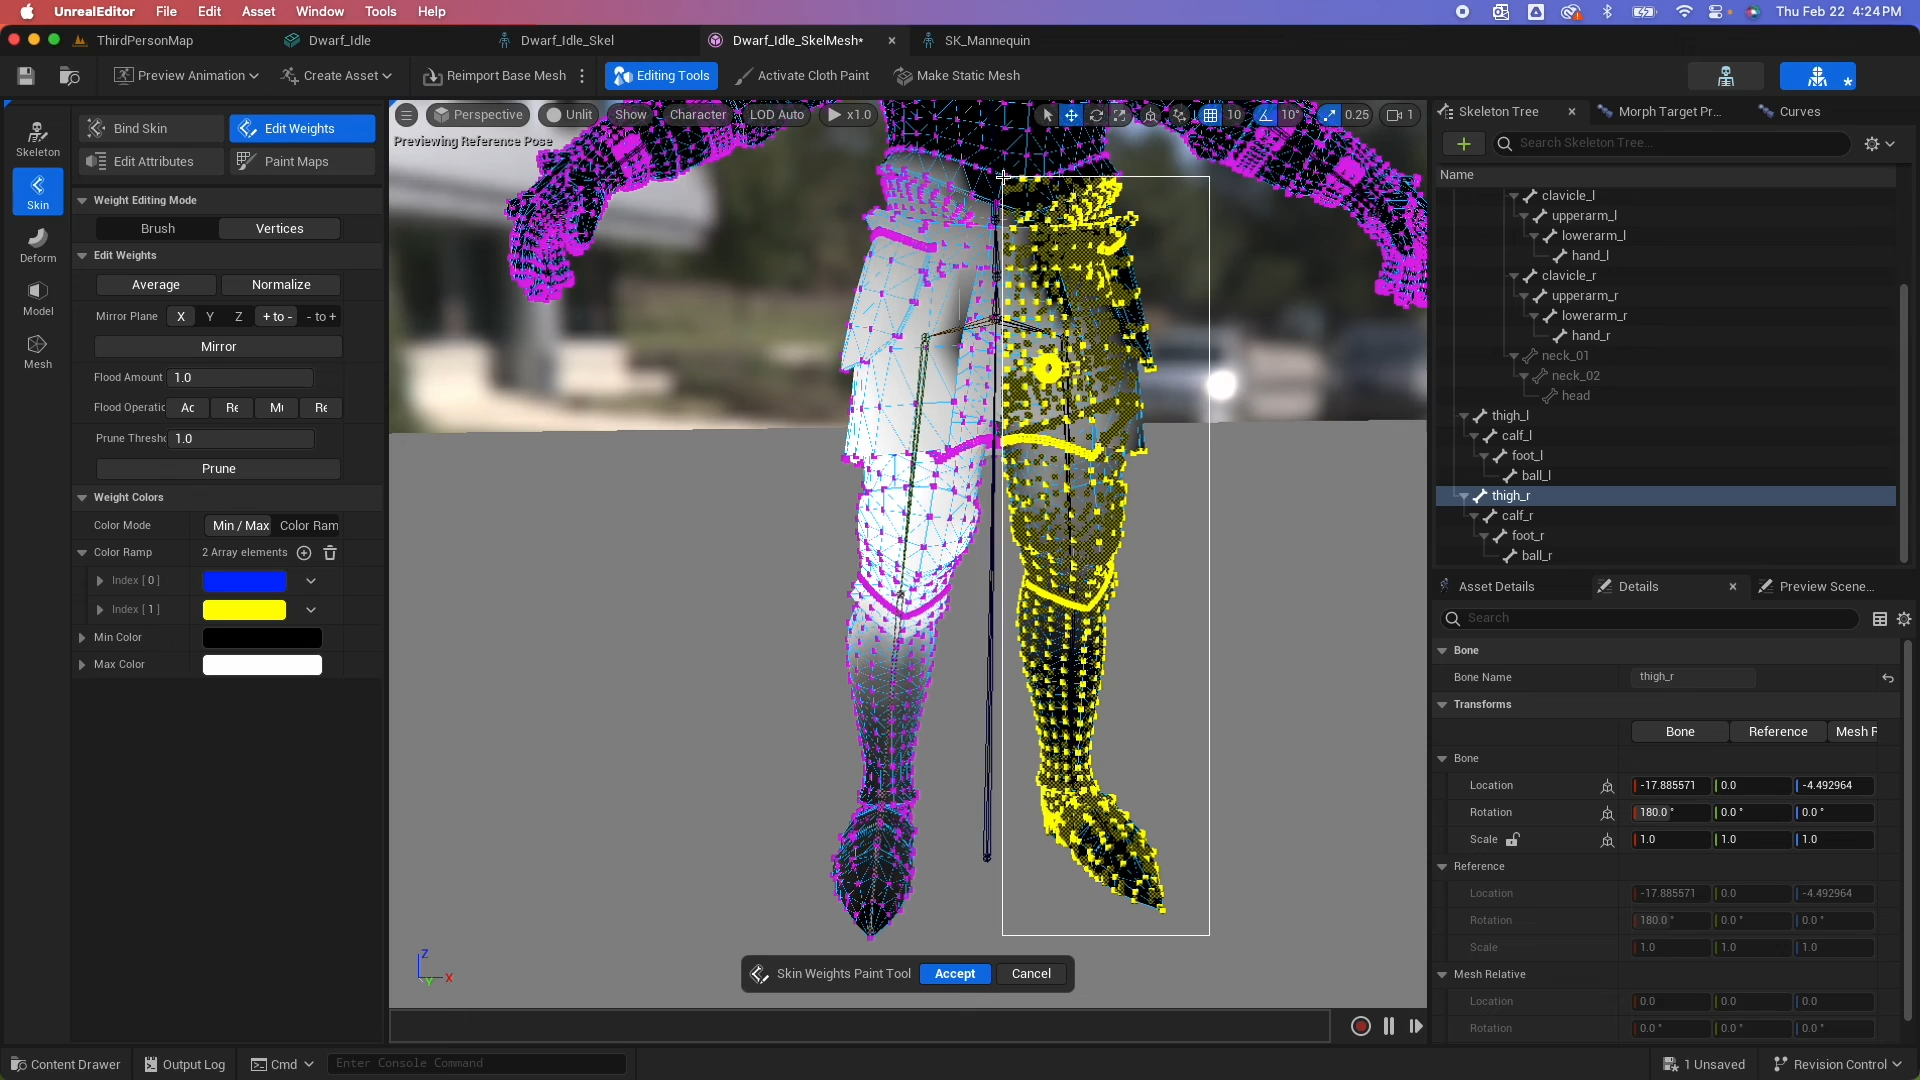 UnrealEditor File Edit Asset Window Tools Help
Thu Feb 22 4:24 PM
ThirdPersonMap
Dwarf_Idle
Dwarf_Idle_Skel
Dwarf_Idle_SkelMesh*
SK_Mannequin
Preview Animation
Create Asset
Reimport Base Mesh
Editing Tools
Activate Cloth Paint
Make Static Mesh
Skeleton
Skin
Deform
Model
Mesh
Bind Skin
Edit Weights
Edit Attributes
Paint Maps
Weight Editing Mode
Brush
Vertices
Edit Weights
Average
Normalize
Mirror Plane X Y Z + to - - to +
Mirror
Flood Amount 1.0
Flood Operatic Ac Re Mu Re
Prune Thresho 1.0
Prune
Weight Colors
Color Mode Min / Max Color Ram
Color Ramp 2 Array elements
Index [ 0 ]
Index [ 1 ]
Min Color
Max Color
Perspective
Unlit
Show
Character
LOD Auto
x1.0
10
10°
0.25
1
Previewing Reference Pose
Z
X
Y
Skin Weights Paint Tool
Accept
Cancel
Skeleton Tree
Morph Target Pr...
Curves
Search Skeleton Tree...
Name
clavicle_l
upperarm_l
lowerarm_l
hand_l
clavicle_r
upperarm_r
lowerarm_r
hand_r
neck_01
neck_02
head
thigh_l
calf_l
foot_l
ball_l
thigh_r
calf_r
foot_r
ball_r
Asset Details
Details
Preview Scene...
Search
Bone
Bone Name thigh_r
Transforms
Bone Reference Mesh R
Bone
Location -17.885571 0.0 -4.492964
Rotation 180.0° 0.0° 0.0°
Scale 1.0 1.0 1.0
Reference
Location -17.885571 0.0 -4.492964
Rotation 180.0° 0.0° 0.0°
Scale 1.0 1.0 1.0
Mesh Relative
Location 0.0 0.0 0.0
Rotation 0.0° 0.0° 0.0°
Content Drawer
Output Log
Cmd
Enter Console Command
1 Unsaved
Revision Control